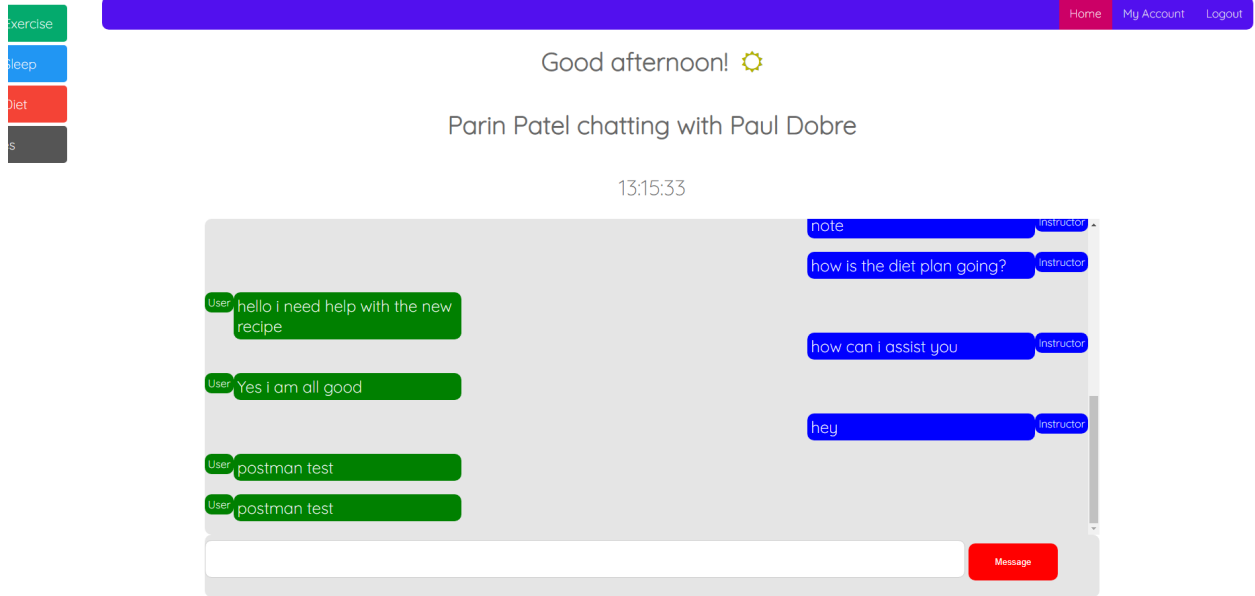 Exercise
Sleep
Diet
s
Home
My Account
Logout
Good afternoon!
Parin Patel chatting with Paul Dobre
13:15:33
note
Instructor
how is the diet plan going?
Instructor
User
hello i need help with the new
recipe
how can i assist you
Instructor
User
Yes i am all good
hey
Instructor
User
postman test
User
postman test
Message